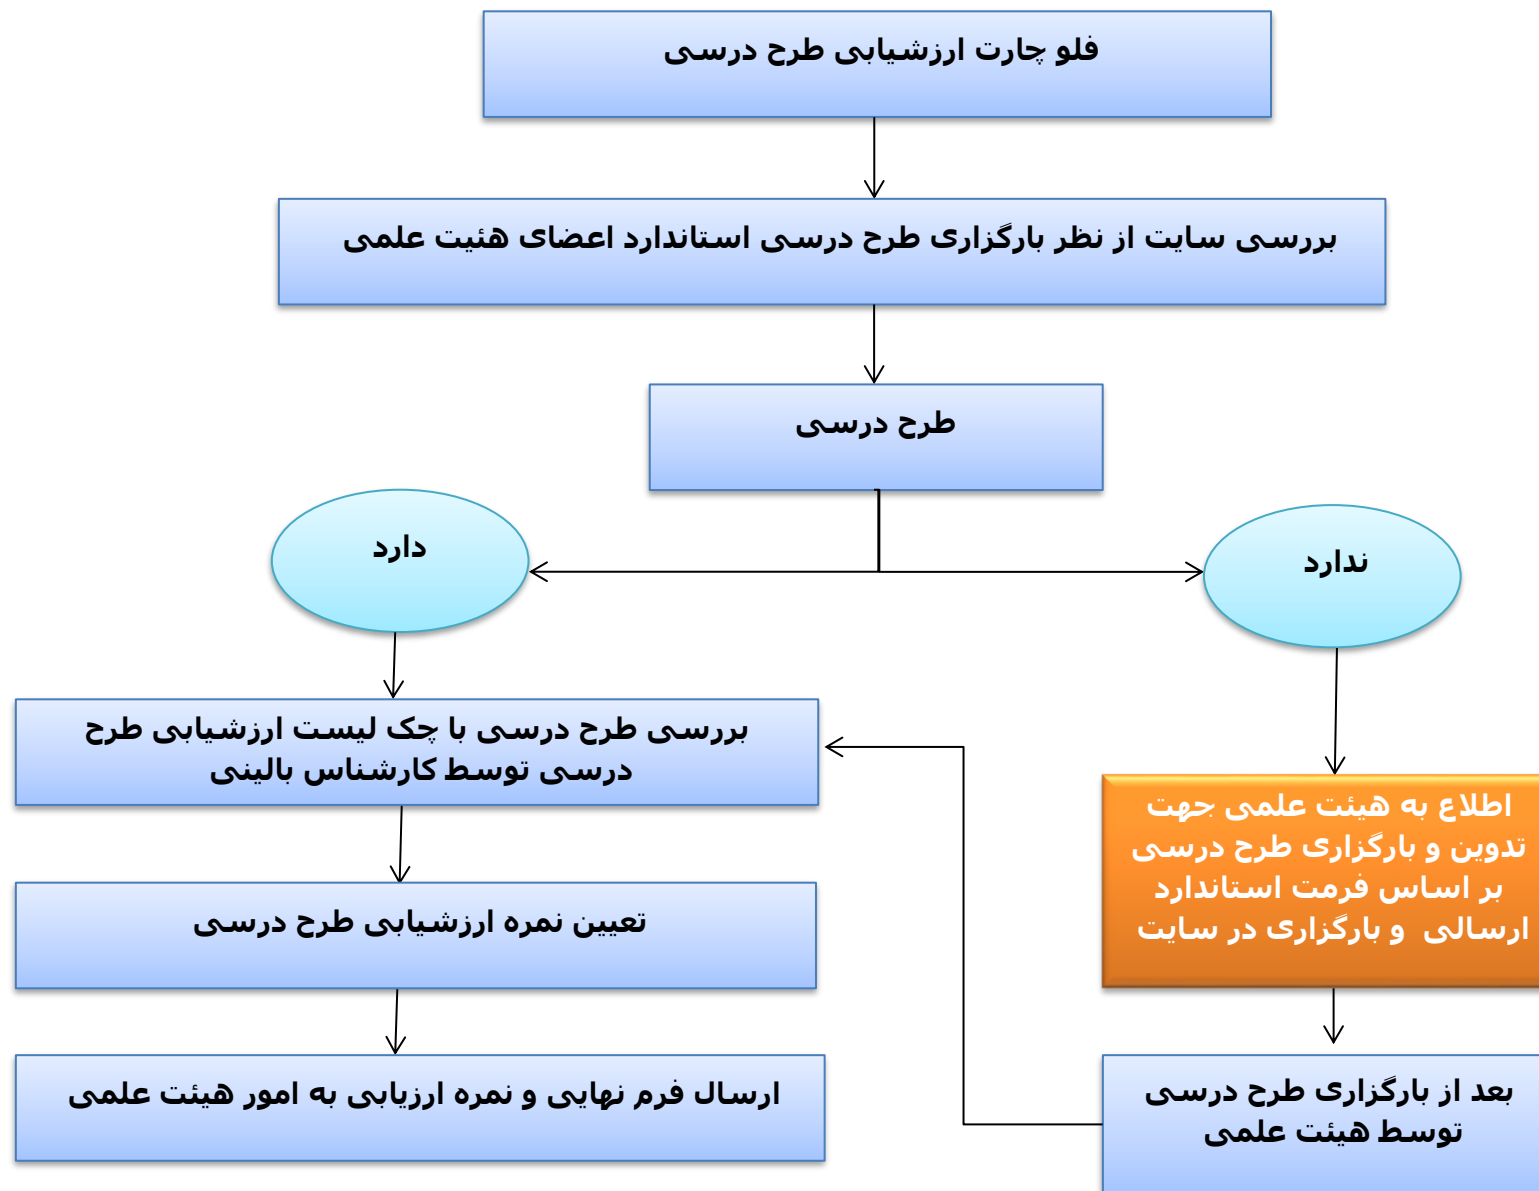 فلو چارت ارزشیابی طرح درسی
بررسی سایت از نظر بارگزاری طرح درسی استاندارد اعضای هئیت علمی
طرح درسی
دارد
ندارد
بررسی طرح درسی با چک لیست ارزشیابی طرح
درسی توسط کارشناس بالینی
اطلاع به هیئت علمی جهت
تدوین و بارگزاری طرح درسی
بر اساس فرمت استاندارد
ارسالی و بارگزاری در سایت
تعیین نمره ارزشیابی طرح درسی
ارسال فرم نهایی و نمره ارزیابی به امور هیئت علمی
بعد از بارگزاری طرح درسی
توسط هیئت علمی